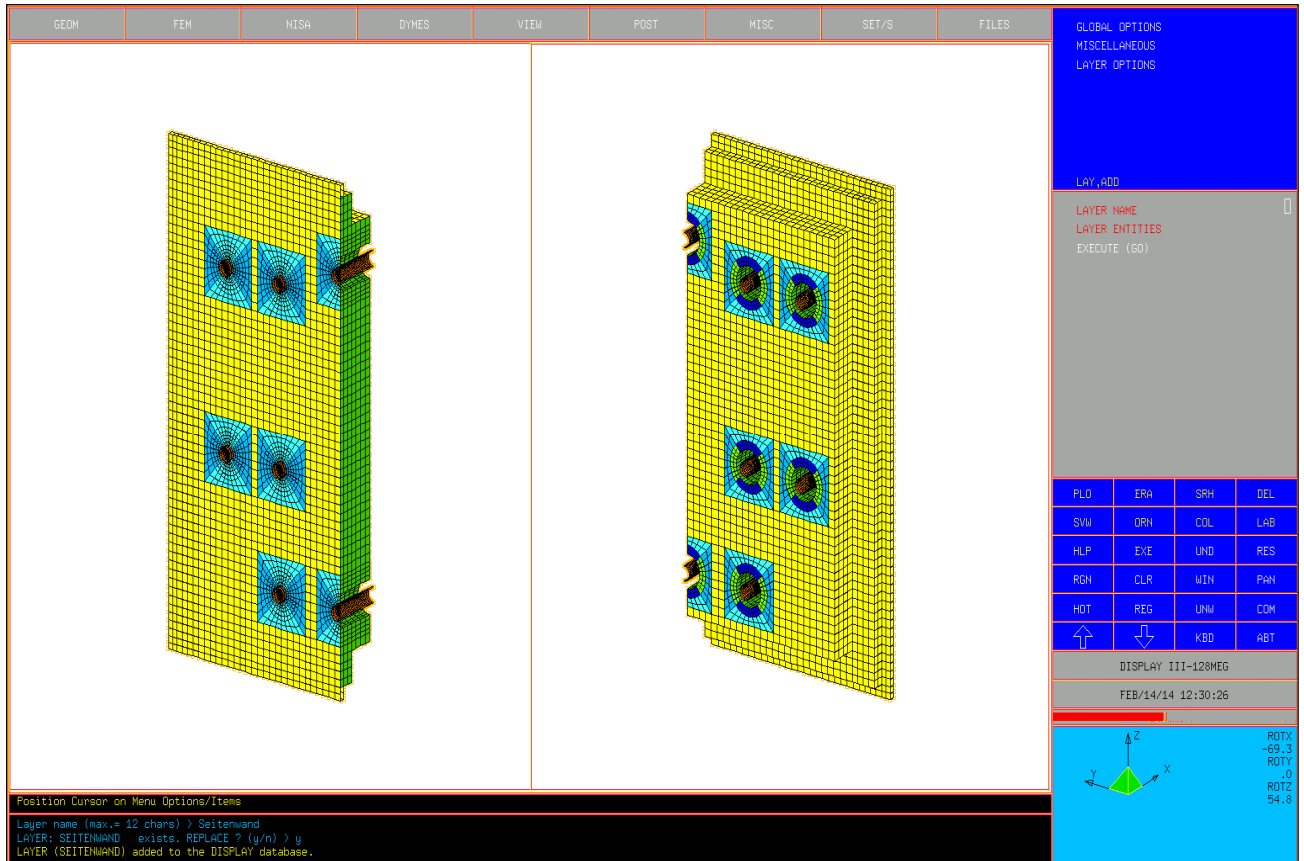 GEOM FEM NISA DYMES VIEW POST MISC SET/S FILES
GLOBAL OPTIONS
MISCELLANEOUS
LAYER OPTIONS
LAY,ADD
LAYER NAME
LAYER ENTITIES
EXECUTE (GO)
PLO ERA SRH DEL
SVW DRN COL LAB
HLP EXE UND RES
RGN CLR WIN PAN
HOT REG UNW COM
KBD ABT
DISPLAY III-128MEG
FEB/14/14 12:30:26
Z
Y
X
ROTX
-69.3
ROTY
.0
ROTZ
54.8
Position Cursor on Menu Options/Items
Layer name (max.= 12 chars) > Seitenwand
LAYER: SEITENWAND exists. REPLACE ? (y/n) > y
LAYER (SEITENWAND) added to the DISPLAY database.